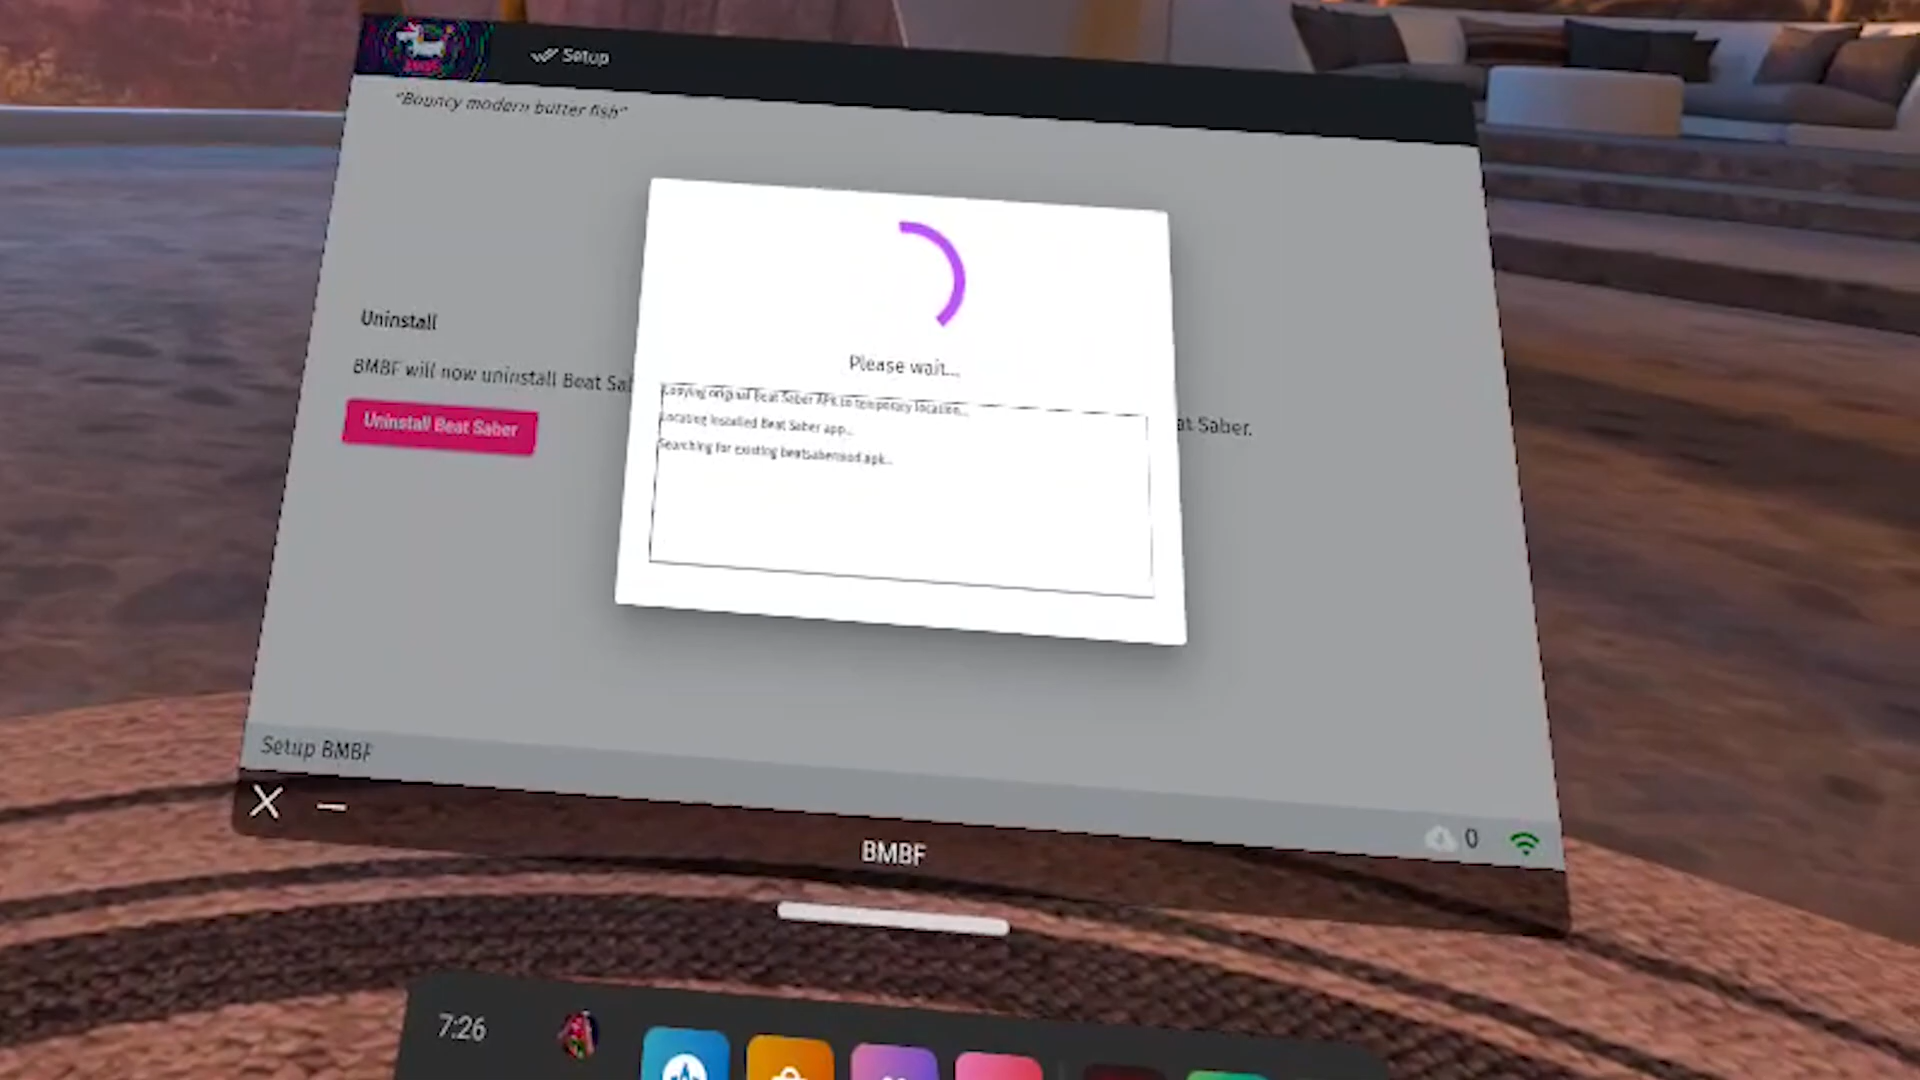 Setup
"Bouncy modern butter fish"
Uninstall
BMBF will now uninstall Beat Sa
at Saber.
Uninstall Beat Saber
Please wait...
Copying original Beat Saber APK to temporary location...
Locating installed Beat Saber app...
Searching for existing beatsabermod.apk...
Setup BMBF
0
BMBF
7:26